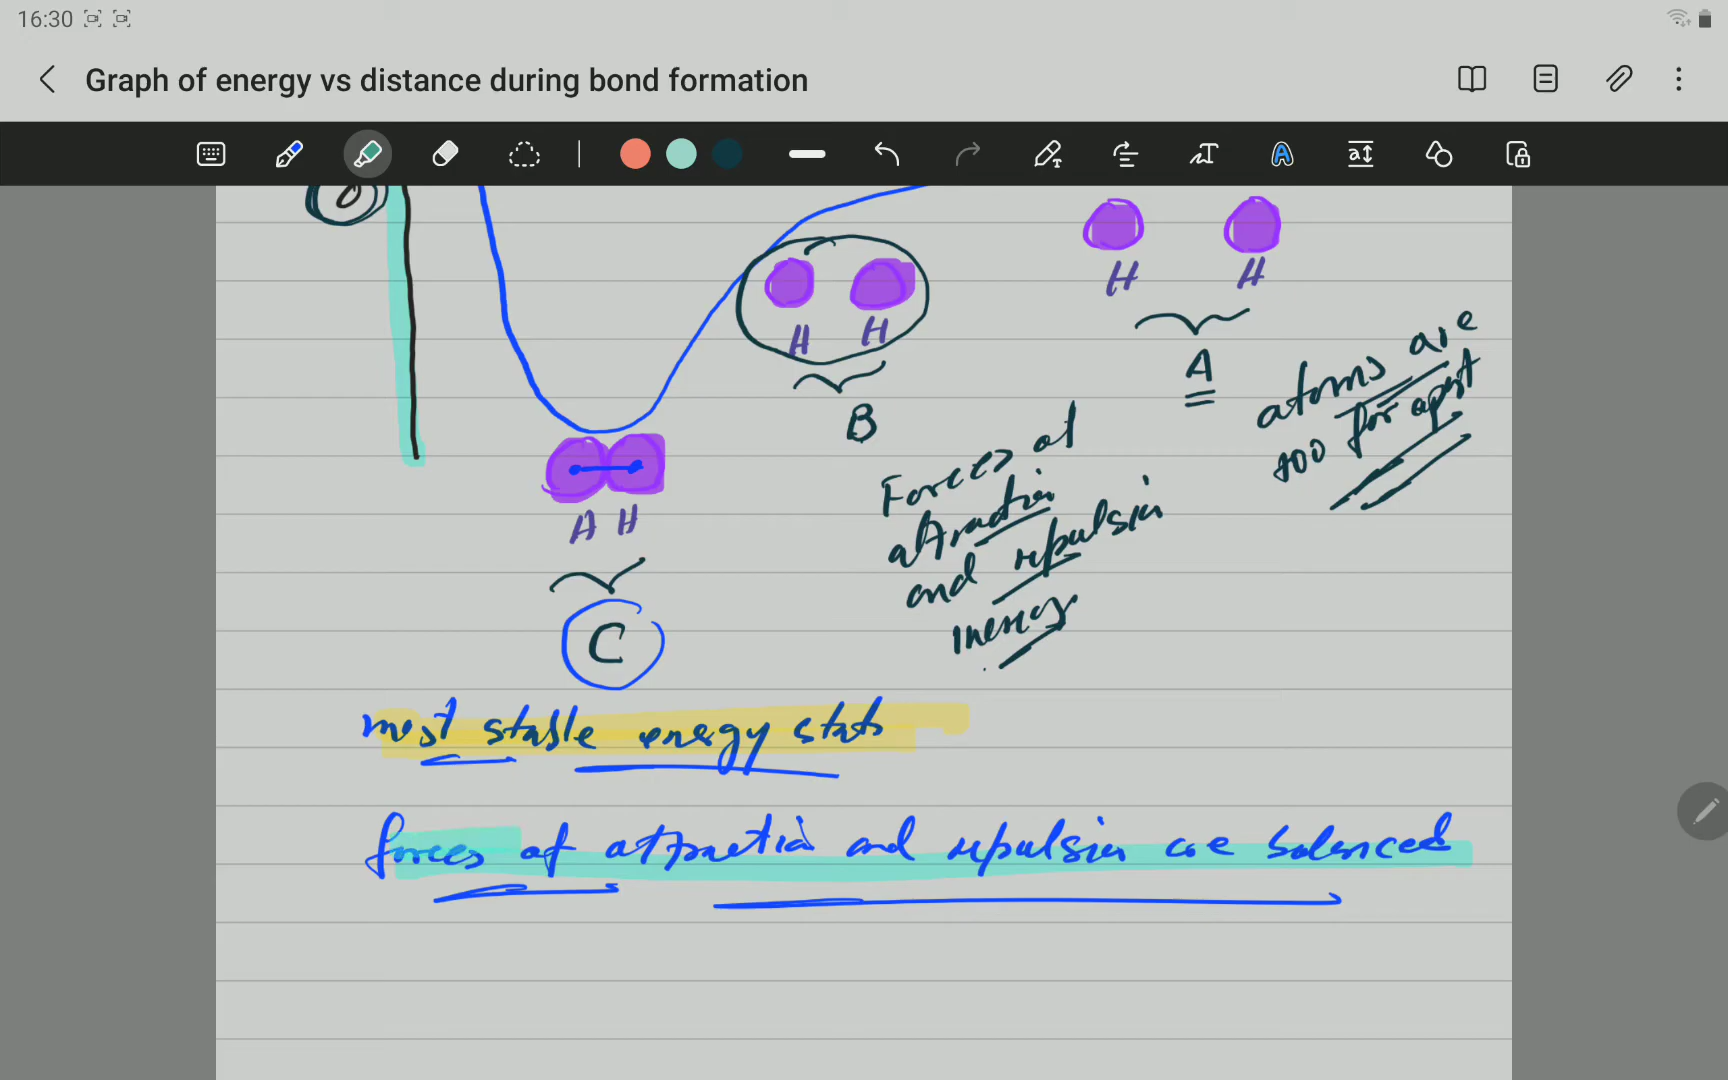 16:30
Graph of energy vs distance during bond formation
0
H H
H H
A
atoms are
too far apart
B
Forces of
attraction
and repulsion
increase
H H
C
most stable energy state
forces of attraction and repulsion are balanced